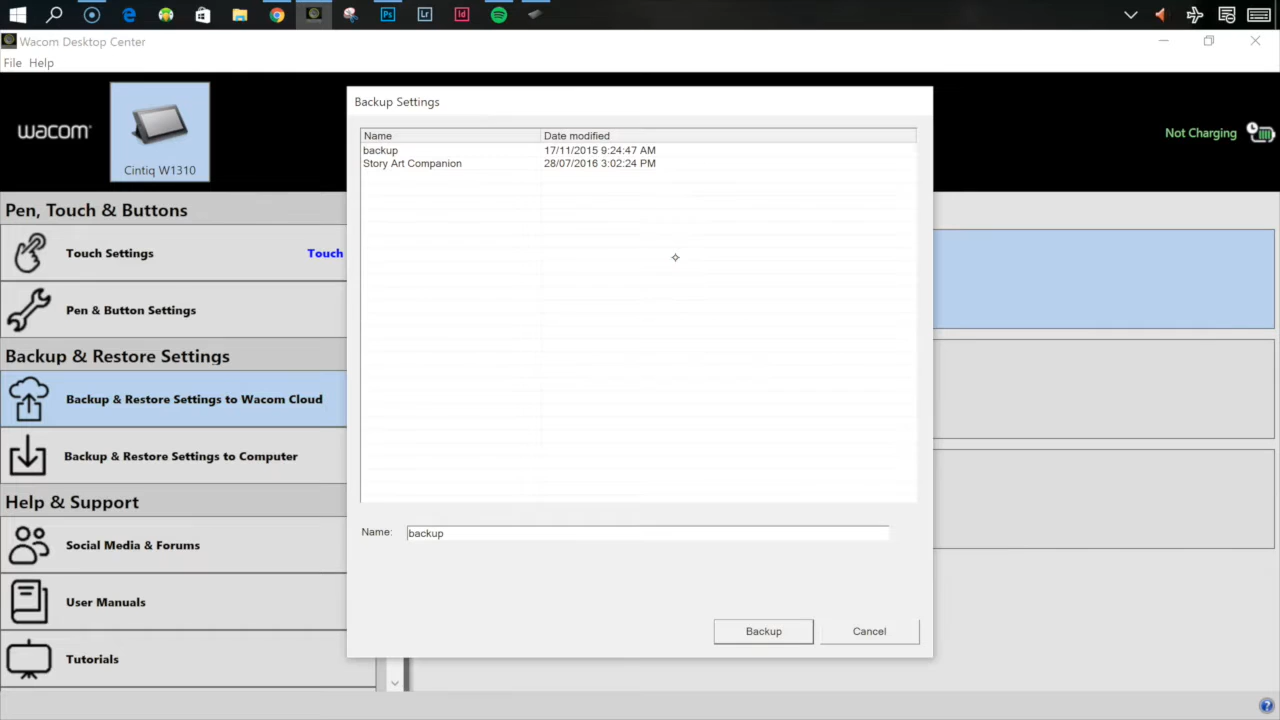 Ps
Lr
Id
Wacom Desktop Center
File Help
wacom
Cintiq W1310
Not Charging
Pen, Touch & Buttons
Touch Settings
Touch
Pen & Button Settings
Backup & Restore Settings
Backup & Restore Settings to Wacom Cloud
Backup & Restore Settings to Computer
Help & Support
Social Media & Forums
User Manuals
Tutorials
Backup Settings
Name Date modified
backup 17/11/2015 9:24:47 AM
Story Art Companion 28/07/2016 3:02:24 PM
Name: backup
Backup Cancel